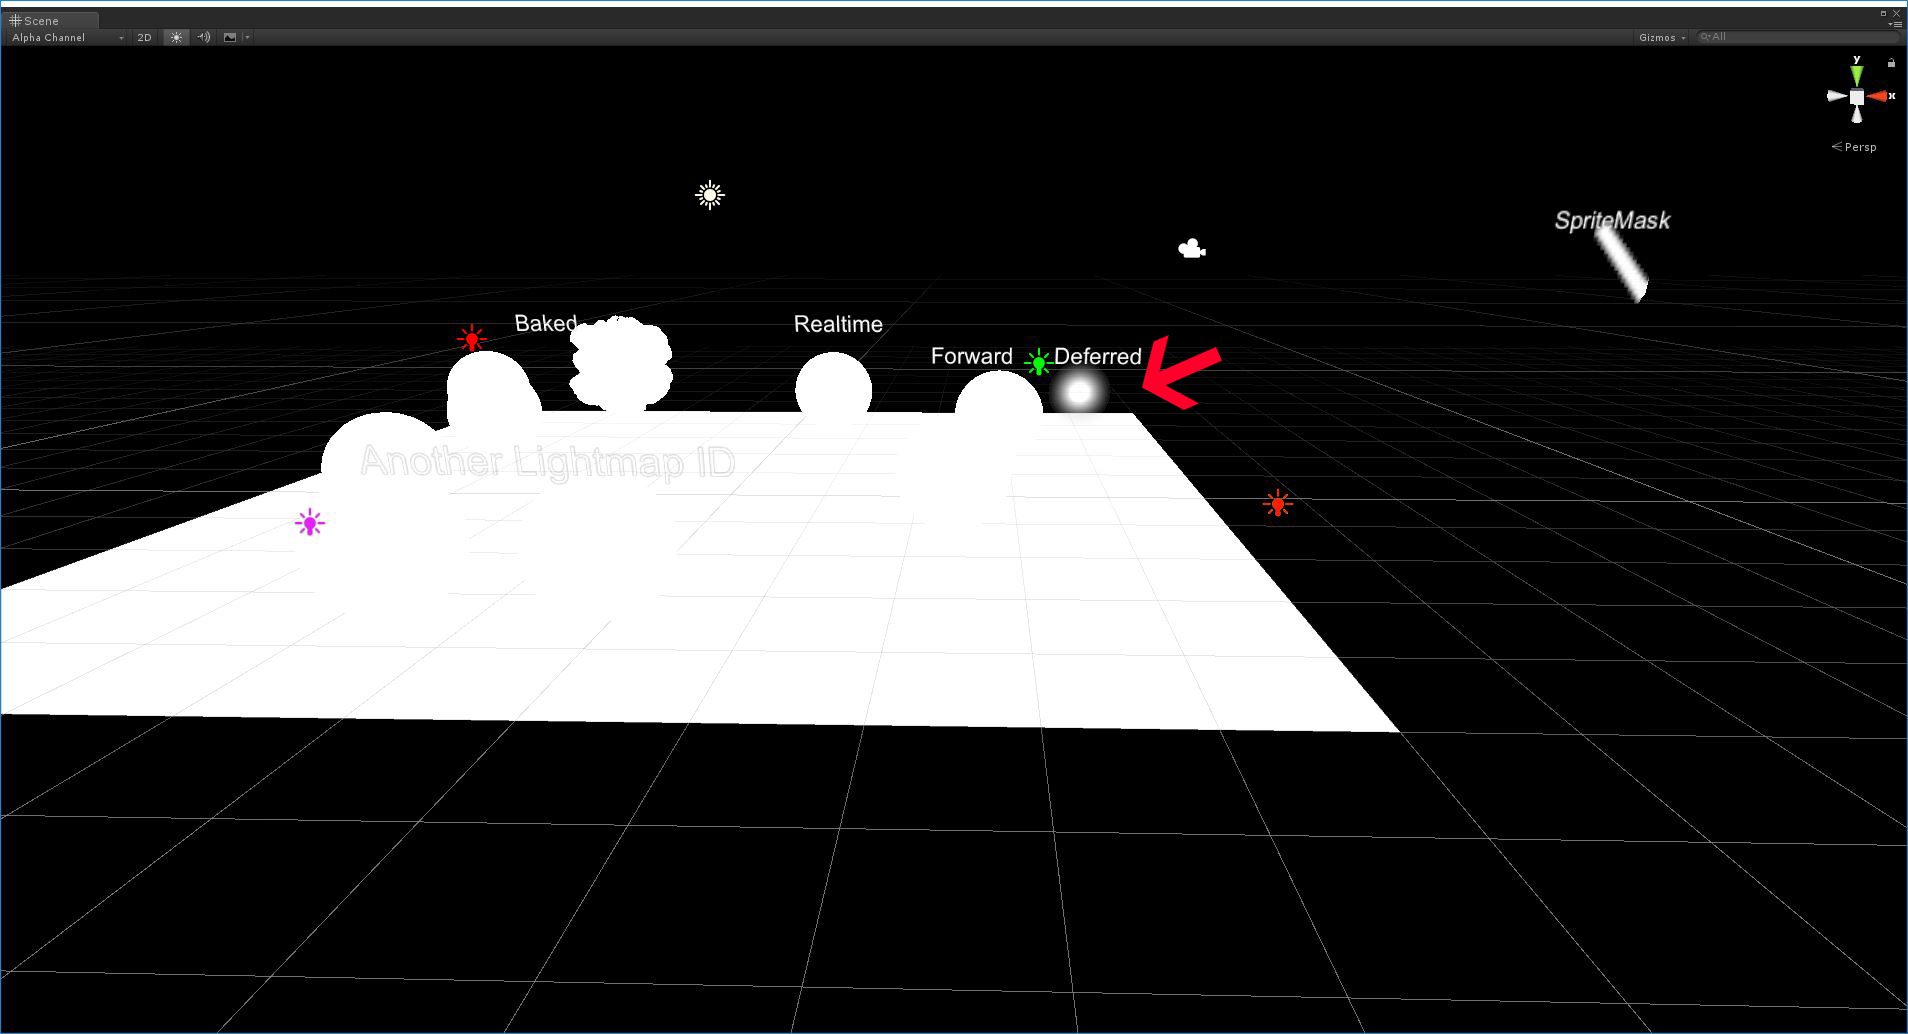 Scene
Alpha Channel 2D Gizmos All
y
x
Persp
SpriteMask
Baked
Realtime
Forward Deferred
Another Lightmap ID